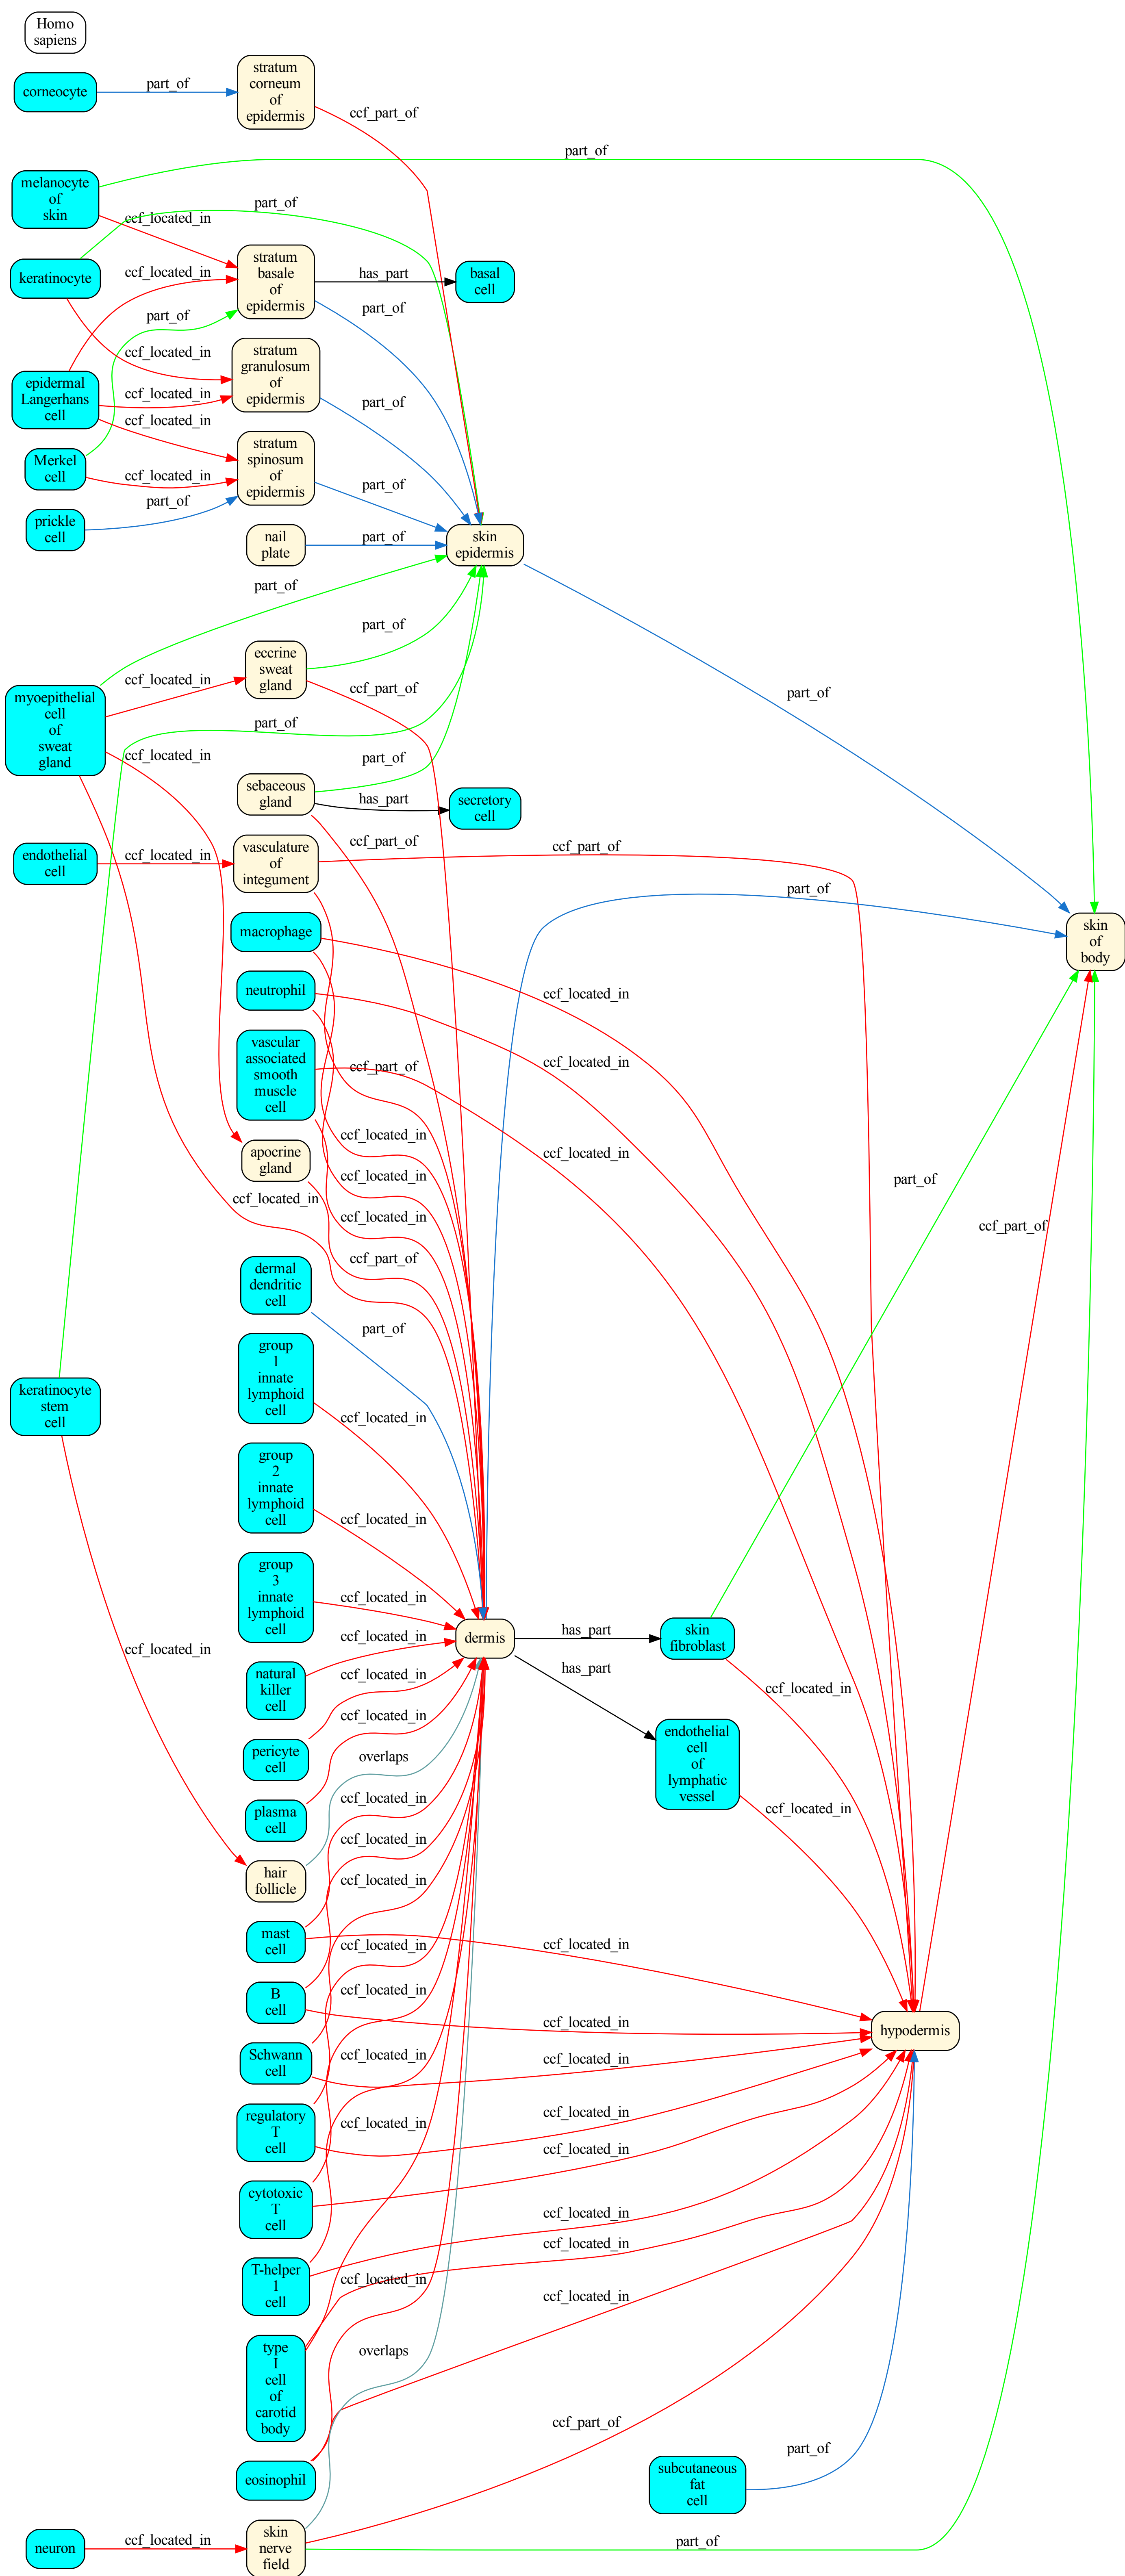 Homo
sapiens
corneocyte
part_of
stratum
corneum
of
epidermis
ccf_part_of
part_of
melanocyte
of
skin
part_of
ccf_located_in
keratinocyte
ccf_located_in
stratum
basale
of
epidermis
has_part
basal
cell
part_of
part_of
ccf_located_in
stratum
granulosum
of
epidermis
epidermal
Langerhans
cell
ccf_located_in
part_of
ccf_located_in
Merkel
cell
ccf_located_in
stratum
spinosum
of
epidermis
part_of
part_of
prickle
cell
nail
plate
part_of
skin
epidermis
part_of
part_of
eccrine
sweat
gland
myoepithelial
cell
of
sweat
gland
ccf_located_in
ccf_part_of
part_of
part_of
ccf_located_in
part_of
sebaceous
gland
has_part
secretory
cell
ccf_part_of
endothelial
cell
ccf_located_in
vasculature
of
integument
ccf_part_of
part_of
macrophage
skin
of
body
neutrophil
ccf_located_in
vascular
associated
smooth
muscle
cell
ccf_part_of
ccf_located_in
ccf_located_in
apocrine
gland
ccf_located_in
ccf_located_in
part_of
ccf_located_in
ccf_located_in
ccf_part_of
ccf_part_of
dermal
dendritic
cell
part_of
group
1
innate
lymphoid
cell
keratinocyte
stem
cell
ccf_located_in
group
2
innate
lymphoid
cell
ccf_located_in
group
3
innate
lymphoid
cell
ccf_located_in
ccf_located_in
dermis
has_part
skin
fibroblast
ccf_located_in
natural
killer
cell
ccf_located_in
has_part
ccf_located_in
pericyte
cell
ccf_located_in
overlaps
endothelial
cell
of
lymphatic
vessel
plasma
cell
ccf_located_in
ccf_located_in
hair
follicle
ccf_located_in
ccf_located_in
mast
cell
ccf_located_in
ccf_located_in
B
cell
ccf_located_in
ccf_located_in
hypodermis
Schwann
cell
ccf_located_in
ccf_located_in
regulatory
T
cell
ccf_located_in
ccf_located_in
ccf_located_in
cytotoxic
T
cell
ccf_located_in
T-helper
1
cell
ccf_located_in
ccf_located_in
ccf_located_in
type
I
cell
of
carotid
body
overlaps
ccf_part_of
eosinophil
subcutaneous
fat
cell
part_of
neuron
ccf_located_in
skin
nerve
field
part_of